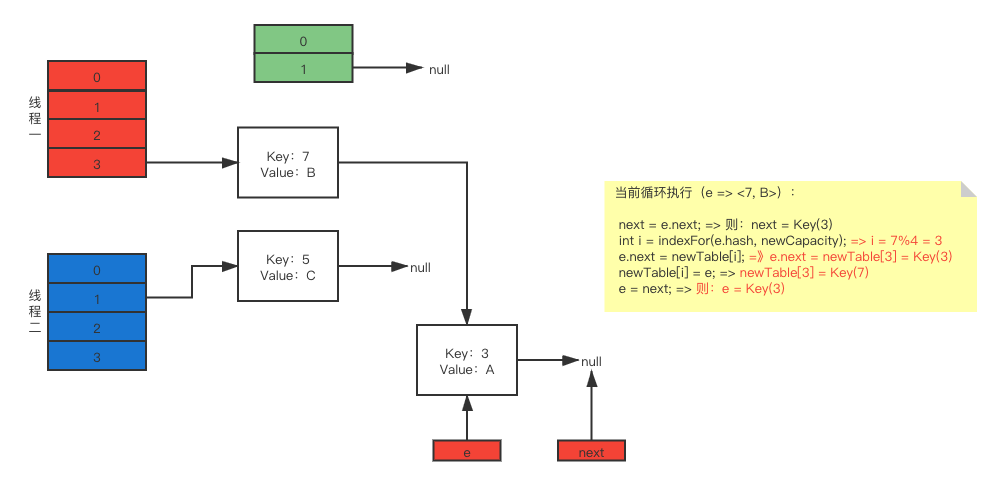 0
1
null
线程一
0
1
2
3
Key：7
Value：B
当前循环执行（e => <7, B>）：
next = e.next; => 则：next = Key(3)
int i = indexFor(e.hash, newCapacity); => i = 7%4 = 3
e.next = newTable[i]; =》e.next = newTable[3] = Key(3)
newTable[i] = e; => newTable[3] = Key(7)
e = next; => 则：e = Key(3)
线程二
0
1
2
3
Key：5
Value：C
null
Key：3
Value：A
null
e
next